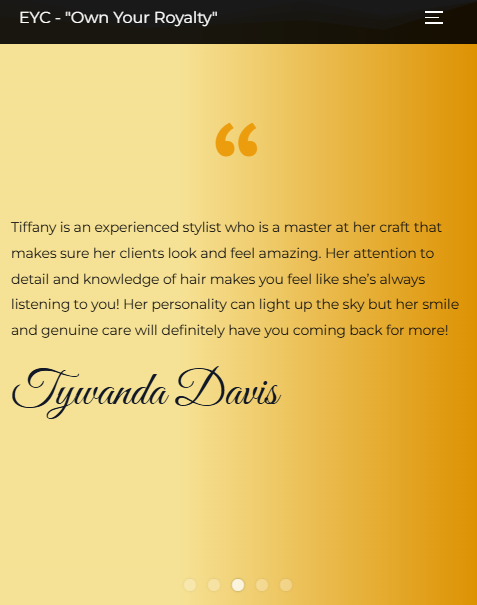 EYC - "Own Your Royalty"
“
Tiffany is an experienced stylist who is a master at her craft that
makes sure her clients look and feel amazing. Her attention to
detail and knowledge of hair makes you feel like she’s always
listening to you! Her personality can light up the sky but her smile
and genuine care will definitely have you coming back for more!
Tywanda Davis